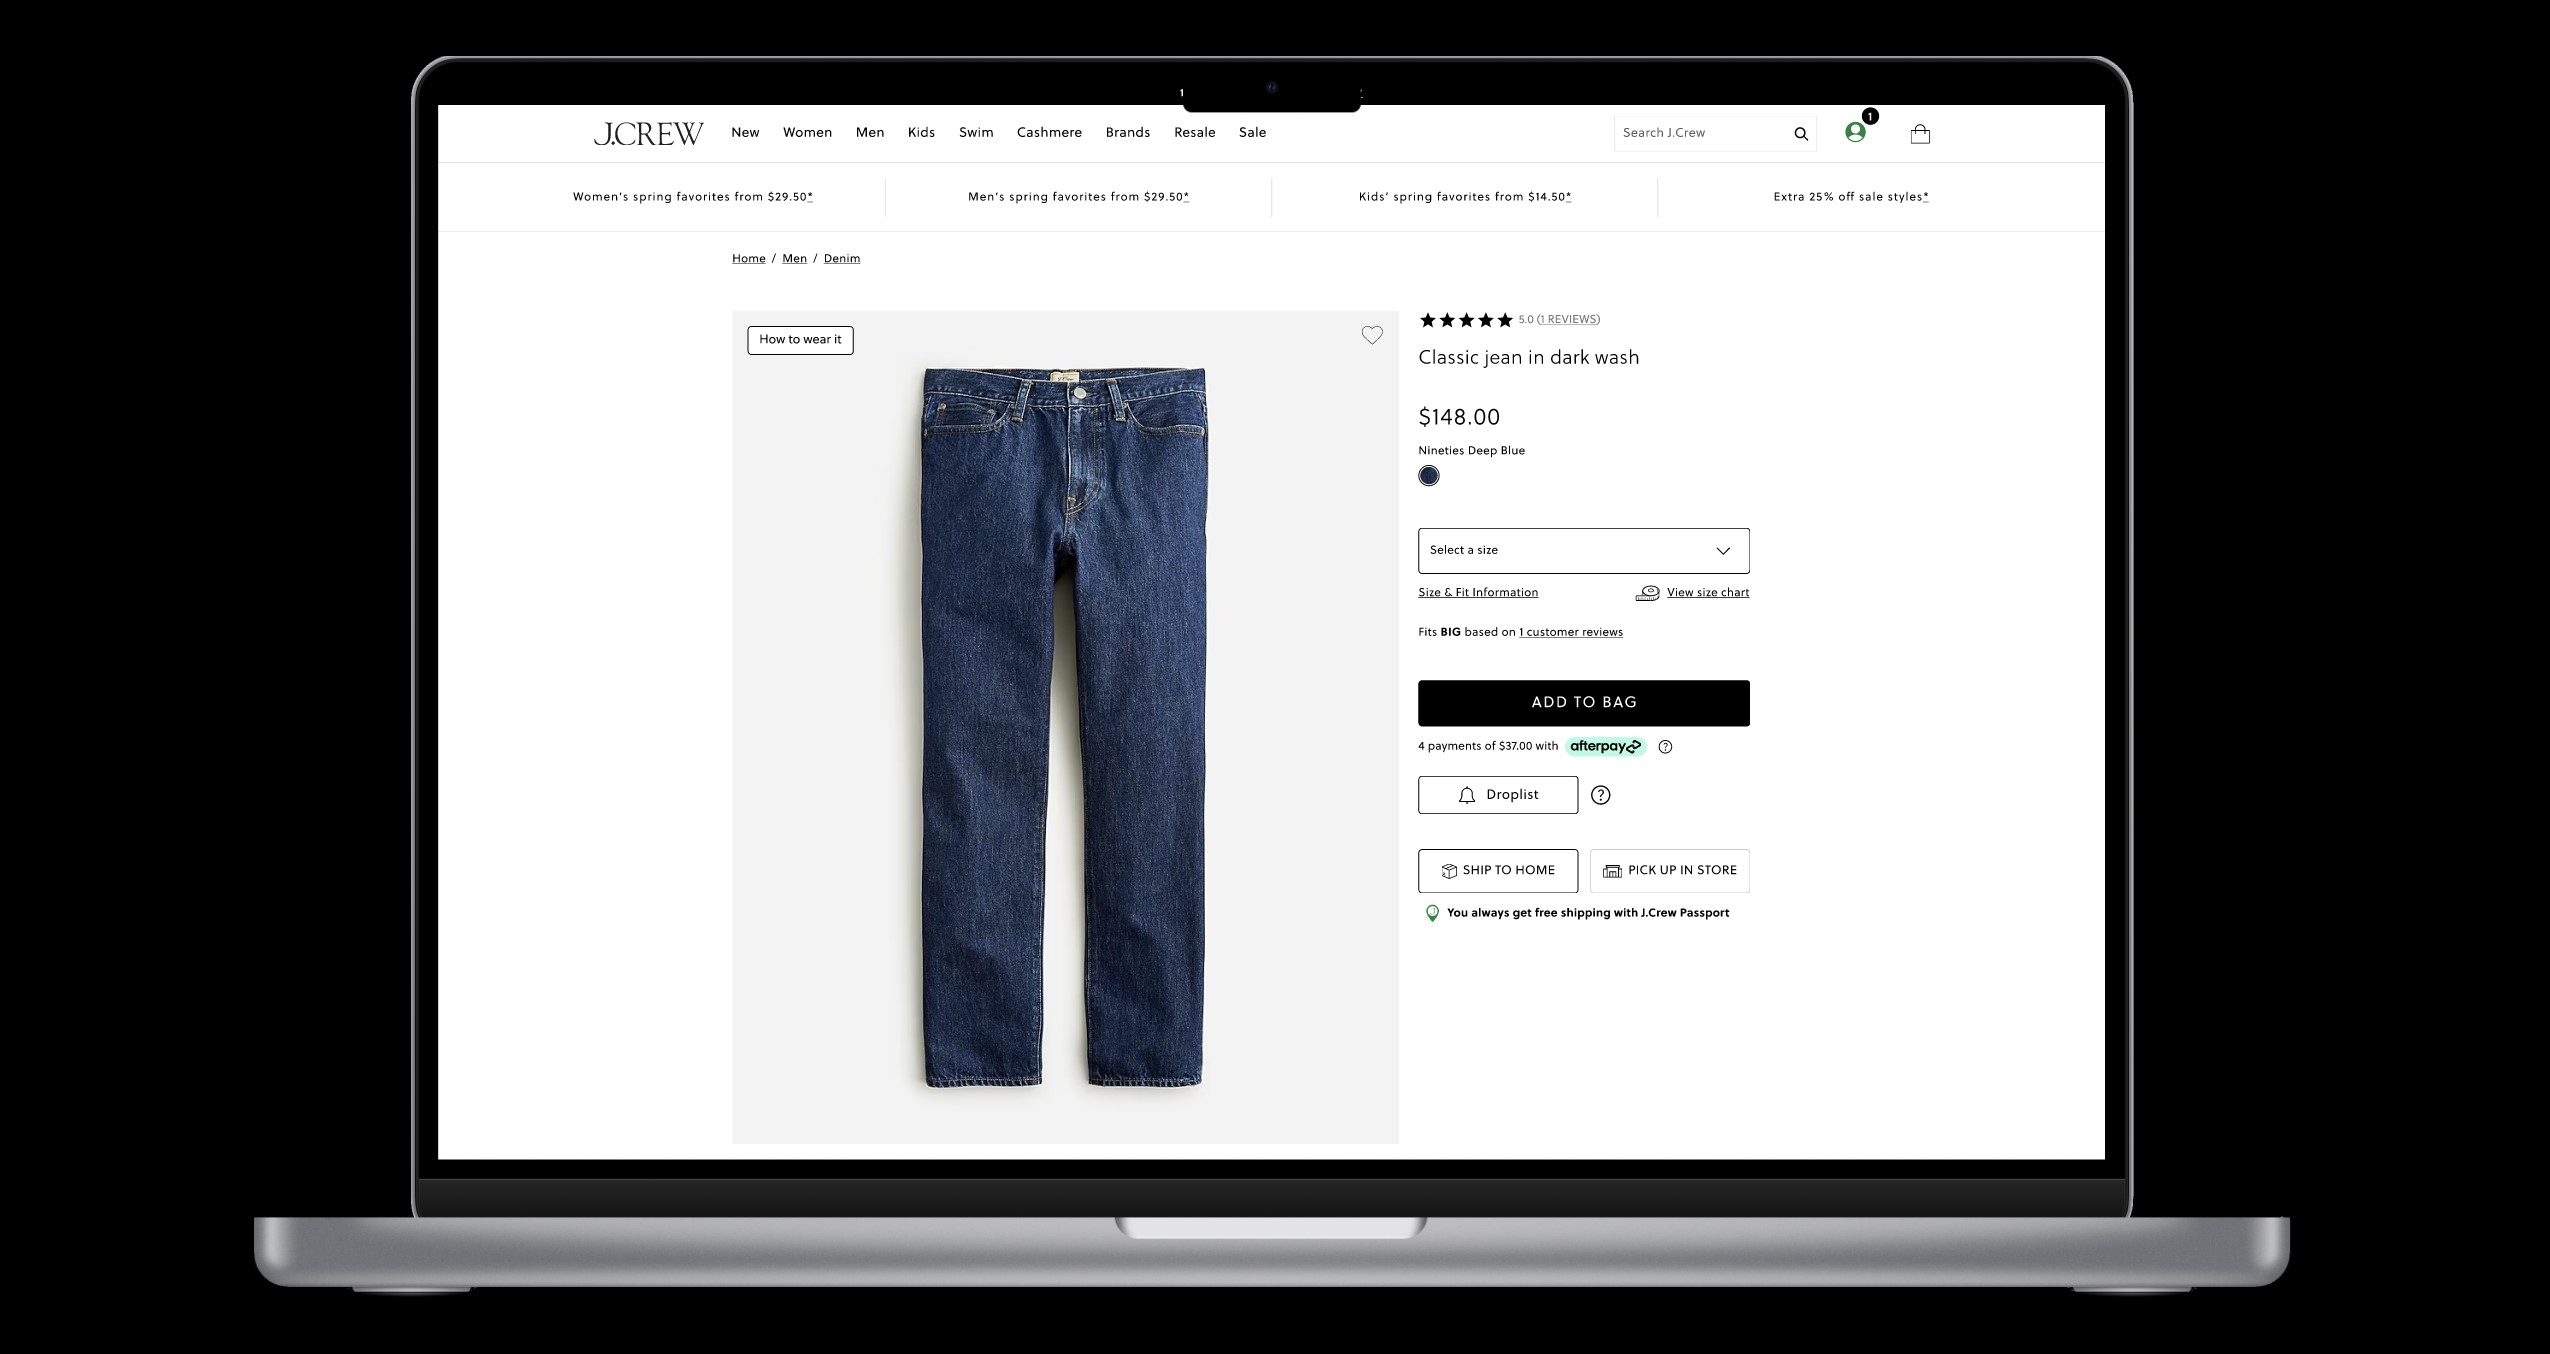 1
J.CREW New Women Men Kids Swim Cashmere Brands Resale Sale Search J.Crew 1
Women's spring favorites from $29.50* Men's spring favorites from $29.50* Kids' spring favorites from $14.50* Extra 25% off sale styles*
Home / Men / Denim
How to wear it
5.0 (1 REVIEWS)
Classic jean in dark wash
$148.00
Nineties Deep Blue
Select a size
Size & Fit Information View size chart
Fits BIG based on 1 customer reviews
ADD TO BAG
4 payments of $37.00 with afterpay ?
Droplist ?
SHIP TO HOME PICK UP IN STORE
You always get free shipping with J.Crew Passport